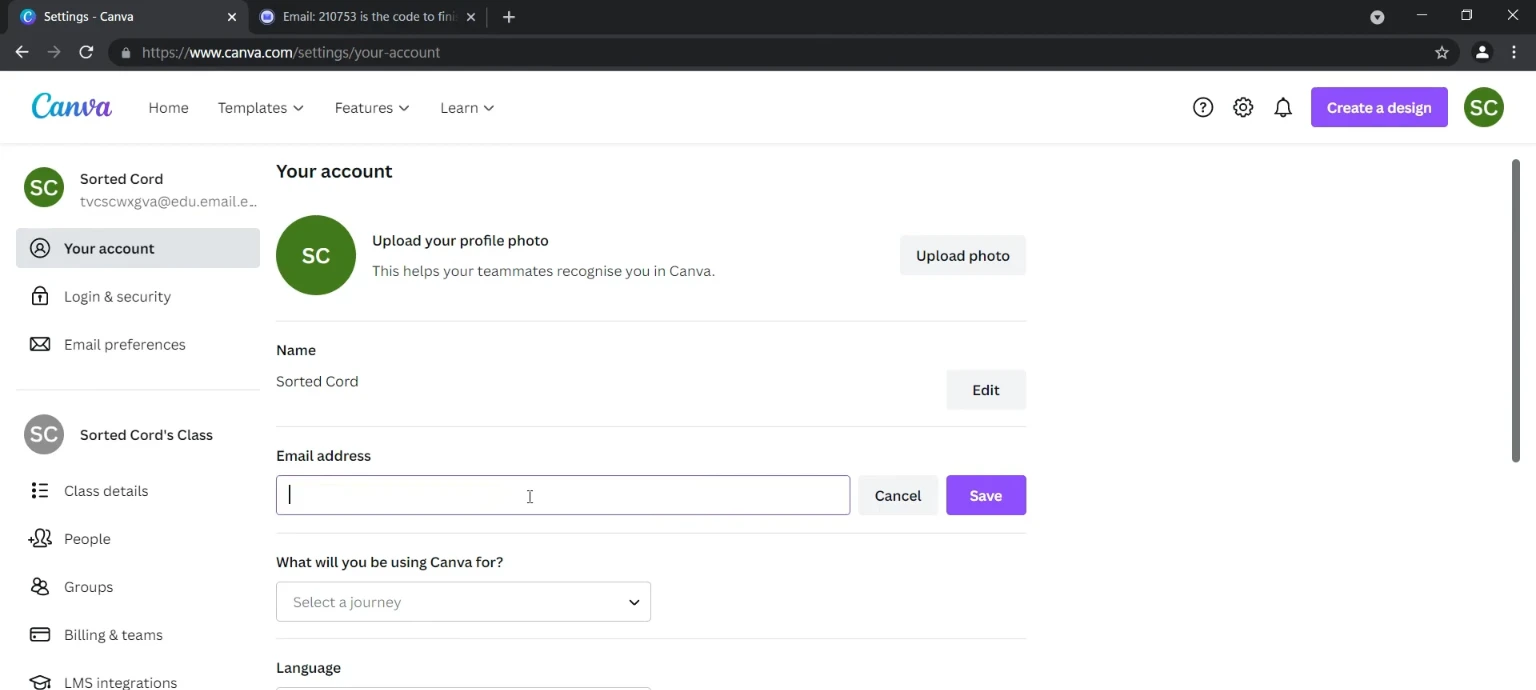 Settings - Canva
Email: 210753 is the code to fini
https://www.canva.com/settings/your-account
Canva
Home
Templates
Features
Learn
Create a design
SC
SC
Sorted Cord
tvcscwxgva@edu.email.e...
Your account
Login & security
Email preferences
SC
Sorted Cord's Class
Class details
People
Groups
Billing & teams
LMS integrations
Your account
SC
Upload your profile photo
This helps your teammates recognise you in Canva.
Upload photo
Name
Sorted Cord
Edit
Email address
Cancel
Save
What will you be using Canva for?
Select a journey
Language